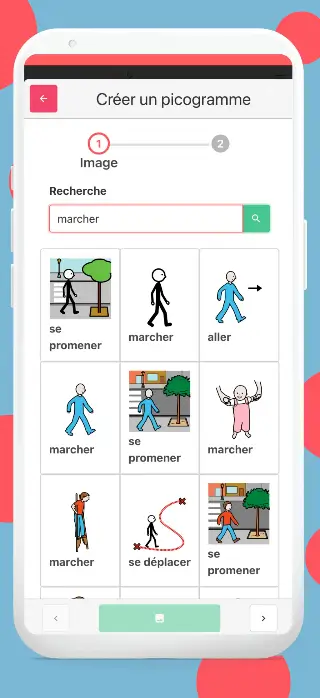 Créer un picogramme
1
2
Image
Recherche
marcher
se
promener
marcher
aller
marcher
se
promener
marcher
marcher
se déplacer
se
promener